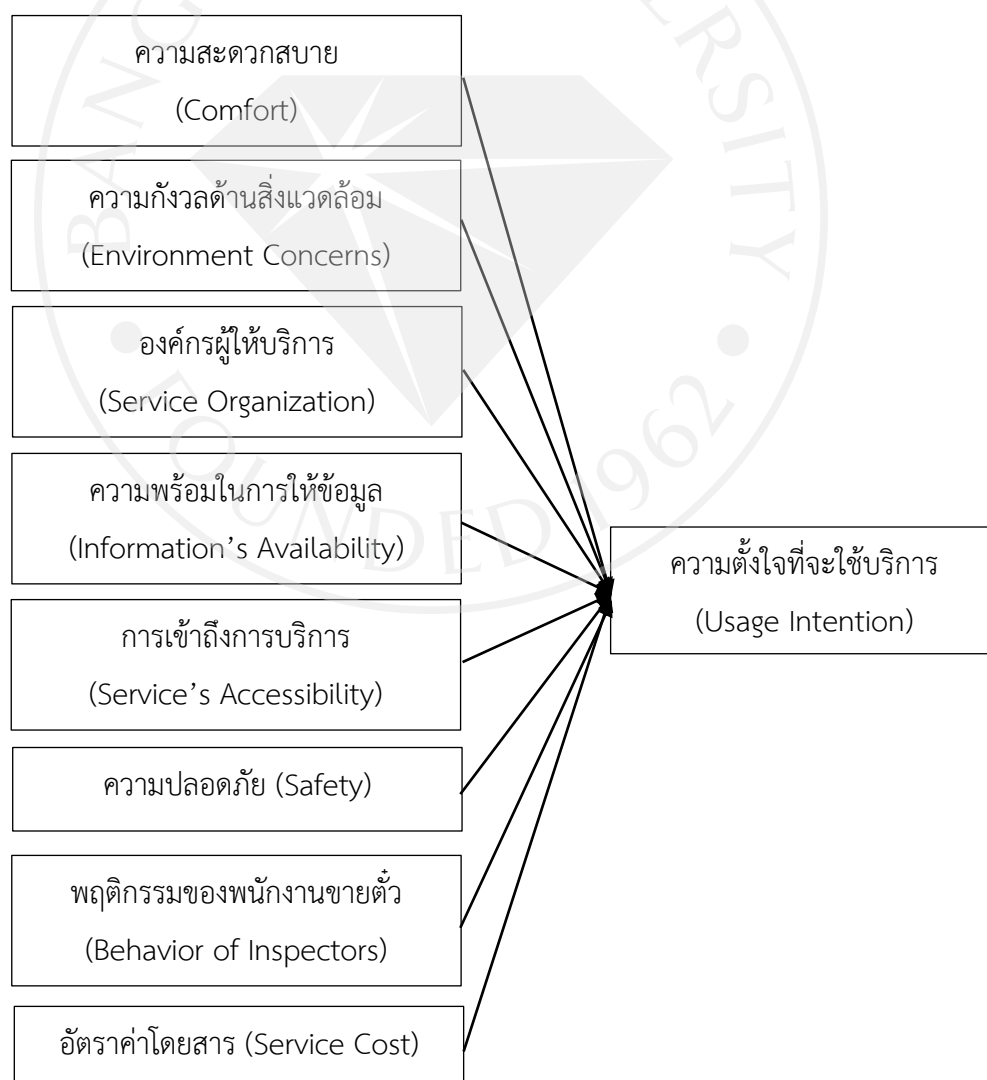 ความสะดวกสบาย
(Comfort)
ความกังวลด้านสิ่งแวดล้อม
(Environment Concerns)
องค์กรผู้ให้บริการ
(Service Organization)
ความพร้อมในการให้ข้อมูล
(Information’s Availability)
การเข้าถึงการบริการ
(Service’s Accessibility)
ความปลอดภัย (Safety)
พฤติกรรมของพนักงานขายตั๋ว
(Behavior of Inspectors)
อัตราค่าโดยสาร (Service Cost)
ความตั้งใจที่จะใช้บริการ
(Usage Intention)
BANG
ERSITY
FOUNDED 1962